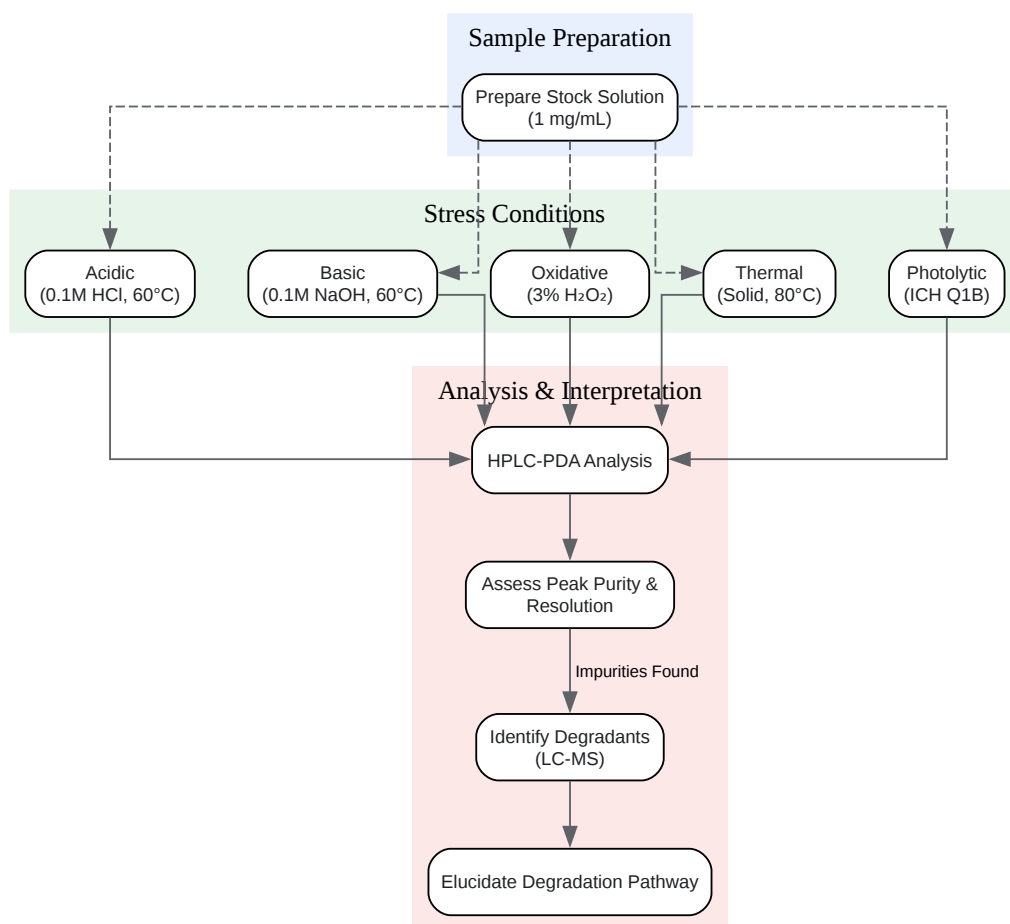 Sample Preparation
Prepare Stock Solution
(1 mg/mL)
Stress Conditions
Acidic
(0.1M HCl, 60°C)
Basic
(0.1M NaOH, 60°C)
Oxidative
(3% H₂O₂)
Thermal
(Solid, 80°C)
Photolytic
(ICH Q1B)
Analysis & Interpretation
HPLC-PDA Analysis
Assess Peak Purity &
Resolution
Impurities Found
Identify Degradants
(LC-MS)
Elucidate Degradation Pathway